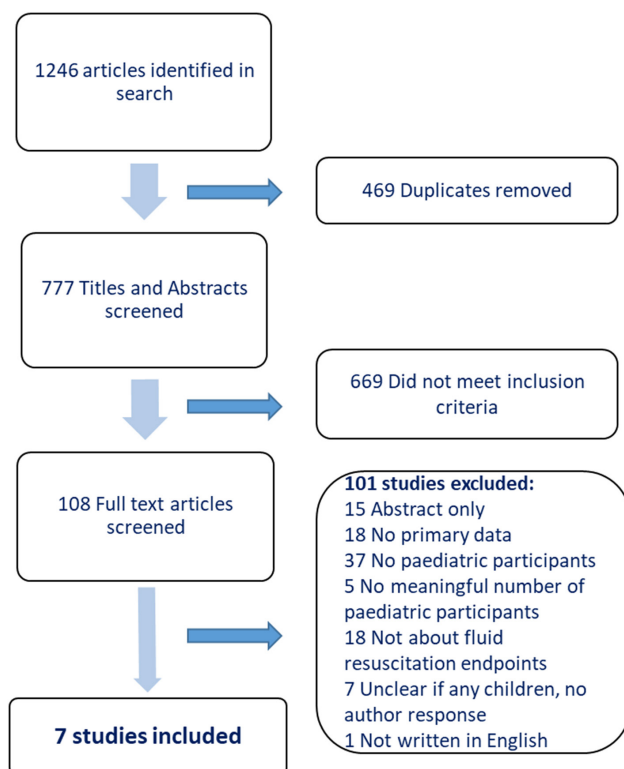 1246 articles identified in
search
469 Duplicates removed
777 Titles and Abstracts
screened
669 Did not meet inclusion
criteria
108 Full text articles
screened
101 studies excluded:
15 Abstract only
18 No primary data
37 No paediatric participants
5 No meaningful number of
paediatric participants
18 Not about fluid
resuscitation endpoints
7 Unclear if any children, no
author response
1 Not written in English
7 studies included